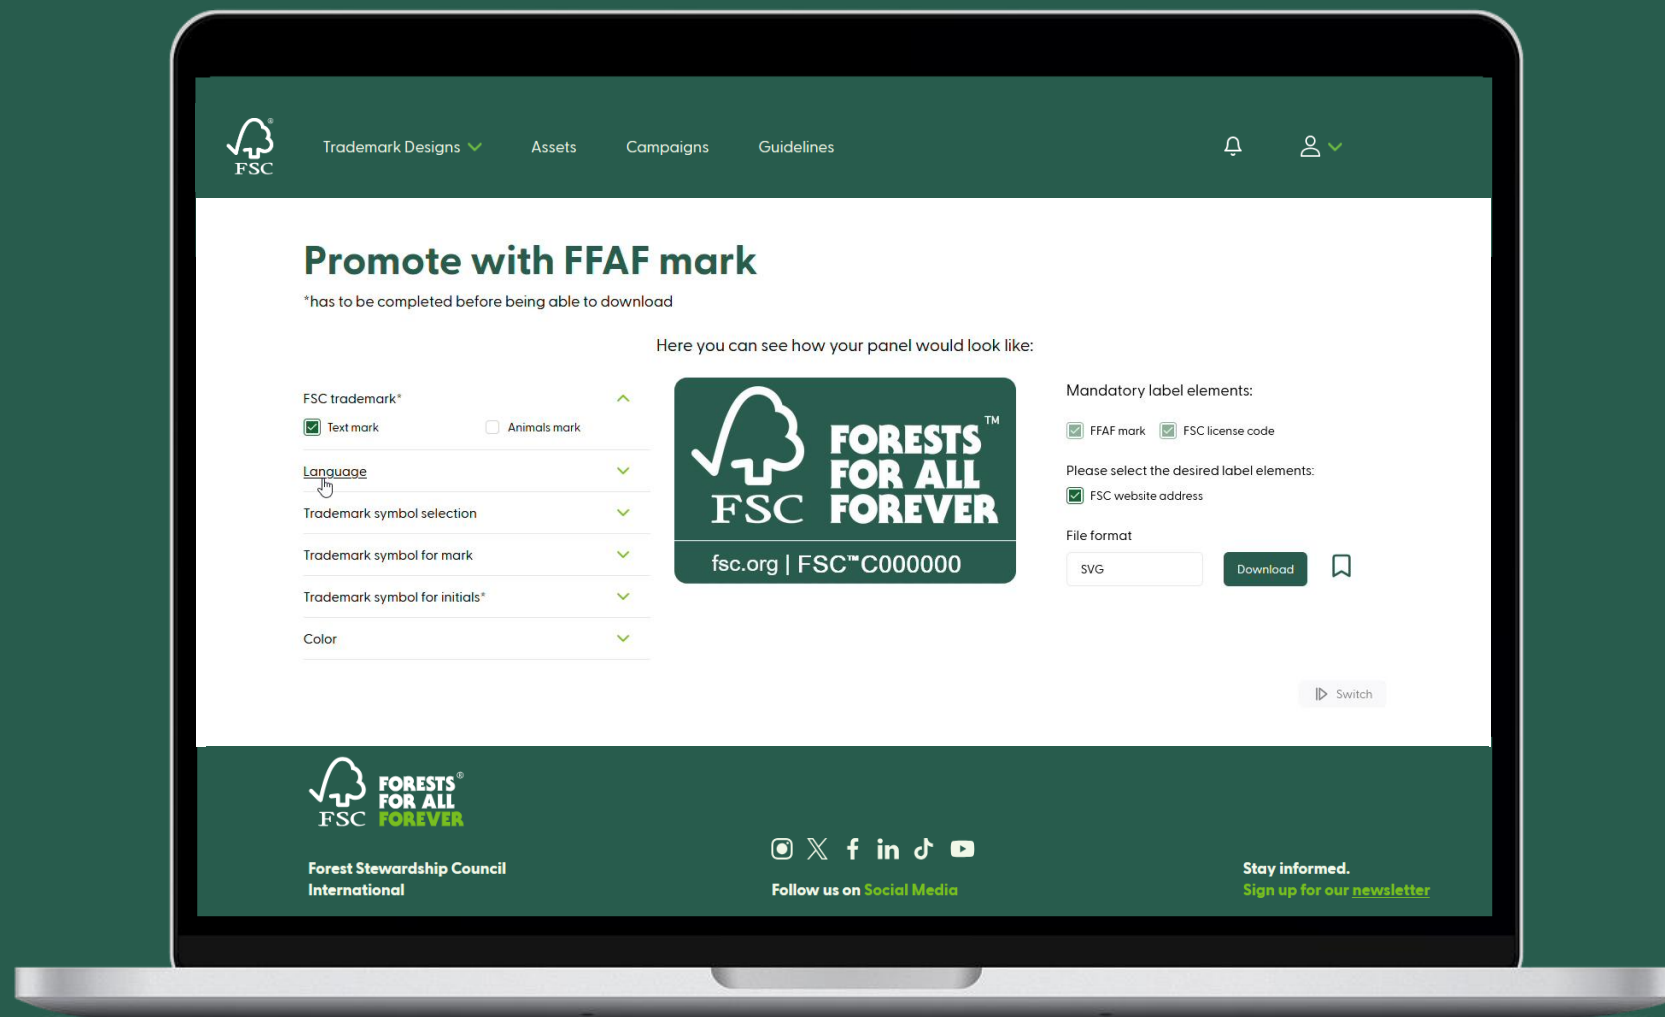 FSC®
Trademark Designs
Assets
Campaigns
Guidelines
Promote with FFAF mark
*has to be completed before being able to download
Here you can see how your panel would look like:
FSC trademark*
Text mark
Animals mark
Language
Trademark symbol selection
Trademark symbol for mark
Trademark symbol for initials*
Color
FSC
FORESTS™
FOR ALL
FOREVER
fsc.org | FSC™C000000
Mandatory label elements:
FFAF mark
FSC license code
Please select the desired label elements:
FSC website address
File format
SVG
Download
Switch
FSC
FORESTS®
FOR ALL
FOREVER
Forest Stewardship Council
International
Follow us on Social Media
Stay informed.
Sign up for our newsletter